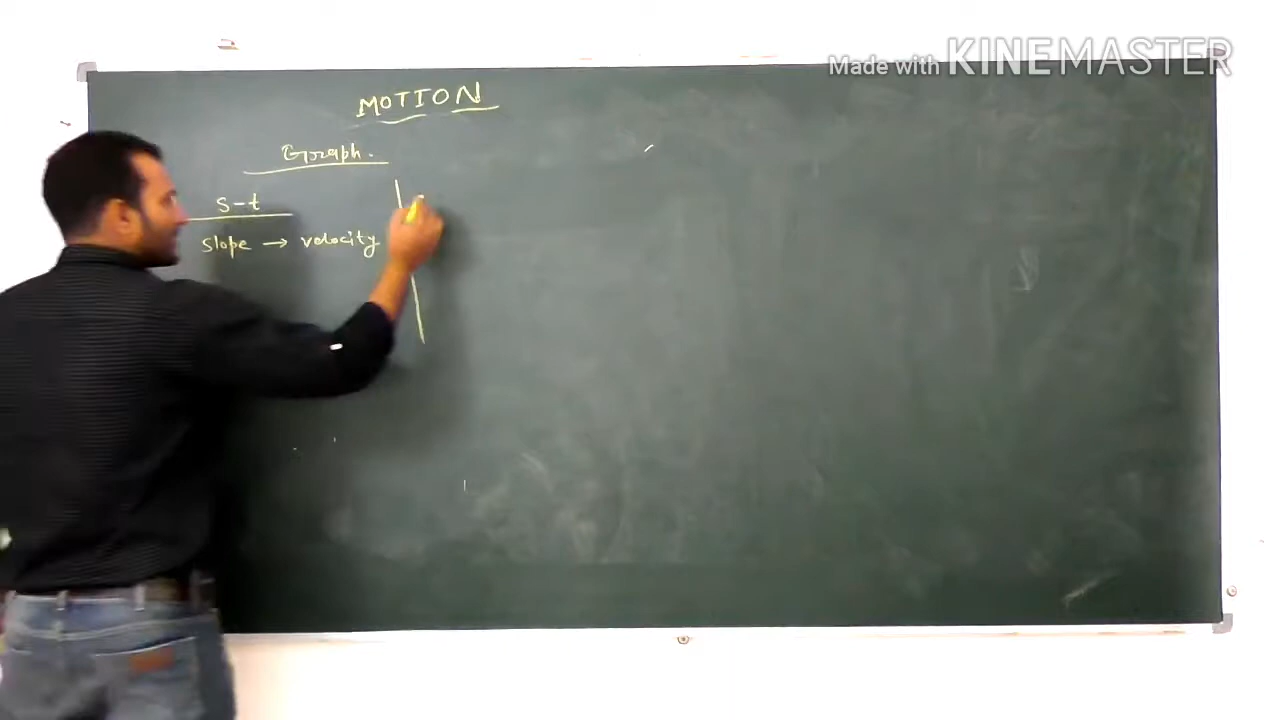 Made with KINEMASTER
MOTION
Graph.
s-t
slope → velocity